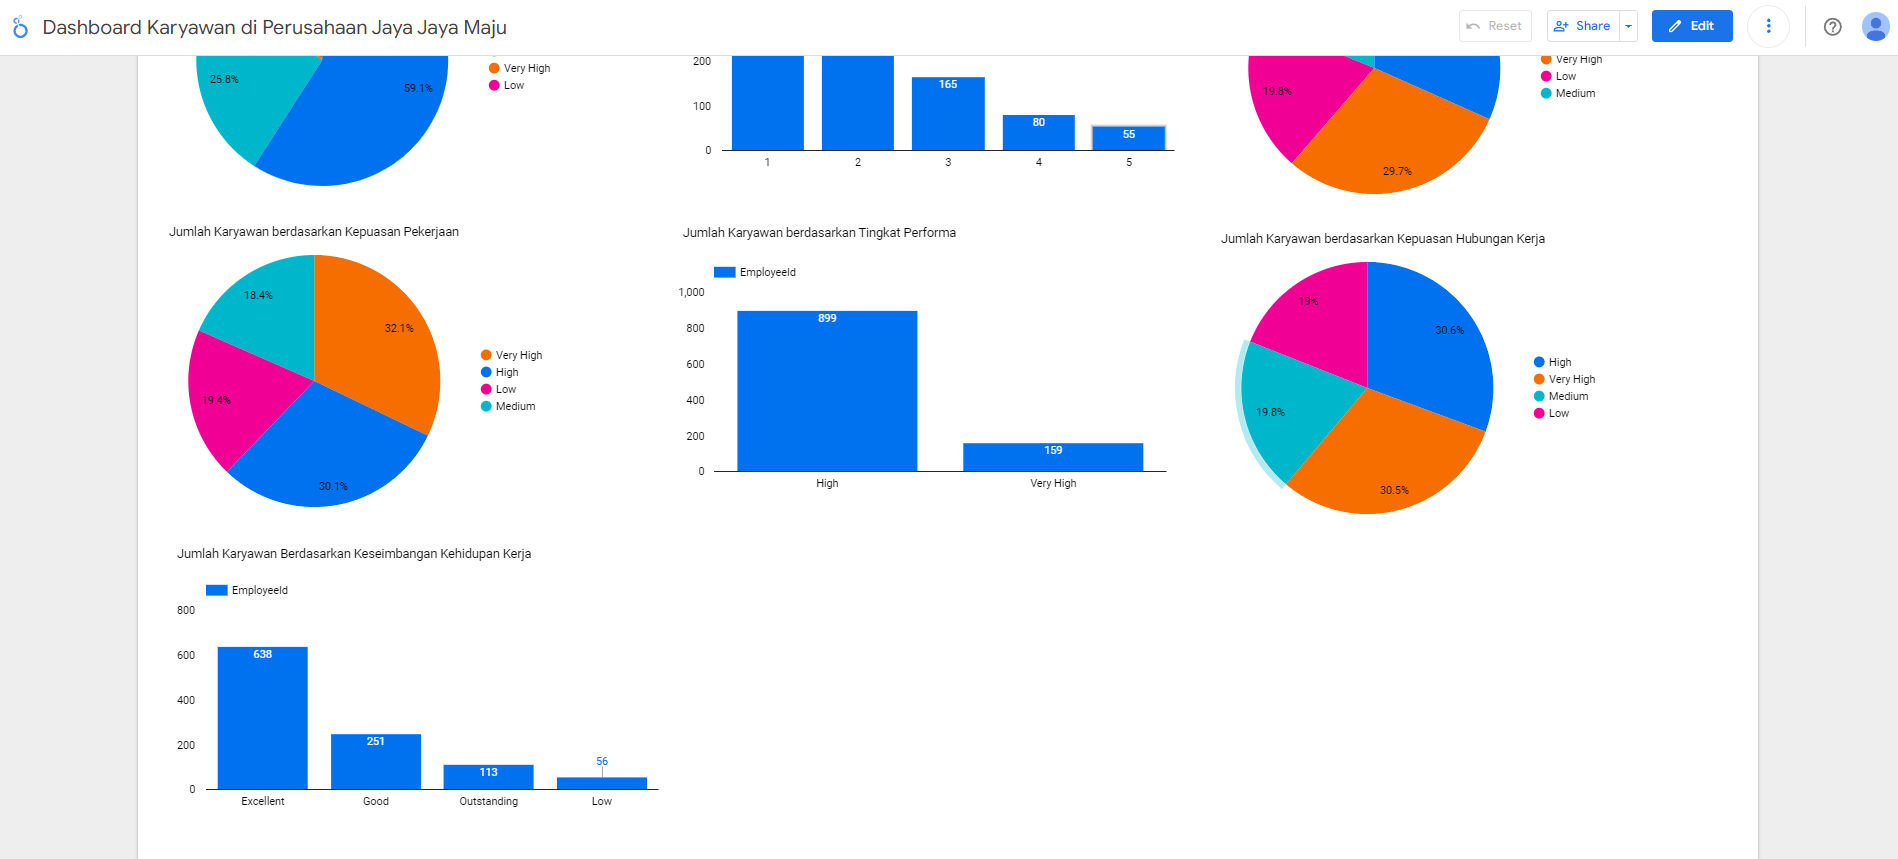 Dashboard Karyawan di Perusahaan Jaya Jaya Maju
Reset
Share
Edit
25.8%
59.1%
Very High
Low
200
100
0
165
80
55
1
2
3
4
5
19.8%
29.7%
Very High
Low
Medium
Jumlah Karyawan berdasarkan Kepuasan Pekerjaan
18.4%
32.1%
19.4%
30.1%
Very High
High
Low
Medium
Jumlah Karyawan berdasarkan Tingkat Performa
EmployeeId
1,000
800
600
400
200
0
899
159
High
Very High
Jumlah Karyawan berdasarkan Kepuasan Hubungan Kerja
19%
30.6%
19.8%
30.5%
High
Very High
Medium
Low
Jumlah Karyawan Berdasarkan Keseimbangan Kehidupan Kerja
EmployeeId
800
600
400
200
0
638
251
113
56
Excellent
Good
Outstanding
Low